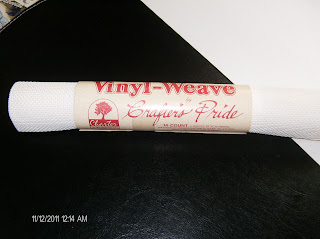 Vinyl-Weave
by
Crafter's Pride
14 COUNT
11/12/2011 12:14 AM